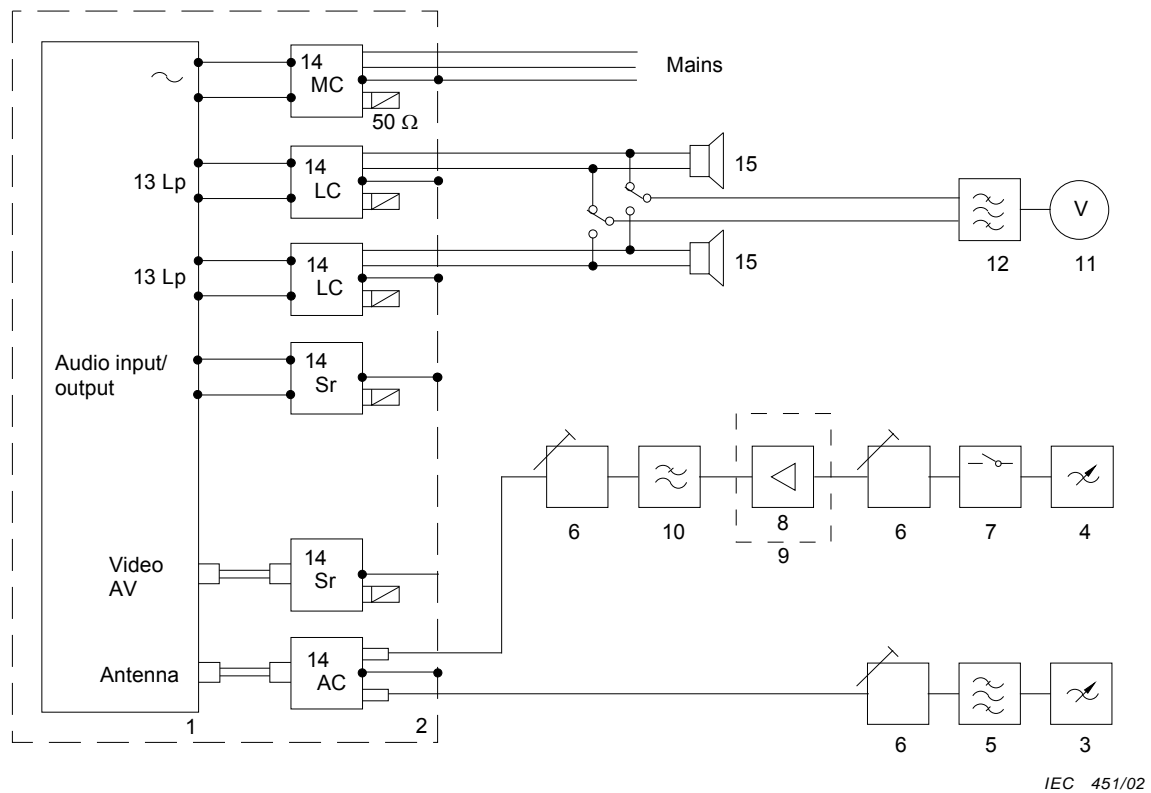 14
MC
Mains
50 Ω
13 Lp
14
LC
15
V
12
11
13 Lp
14
LC
15
Audio input/
output
14
Sr
6
10
8
9
6
7
4
Video
AV
14
Sr
Antenna
14
AC
1
2
6
5
3
IEC 451/02